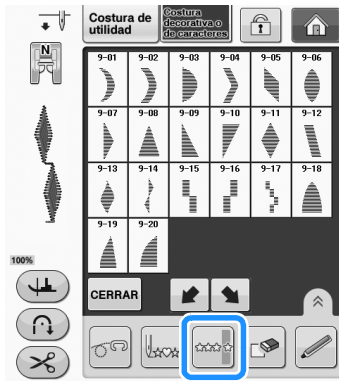 Costura de
utilidad
Costura
decorativa o
de caracteres
N
9-01 9-02 9-03 9-04 9-05 9-06
9-07 9-08 9-09 9-10 9-11 9-12
9-13 9-14 9-15 9-16 9-17 9-18
9-19 9-20
100%
CERRAR